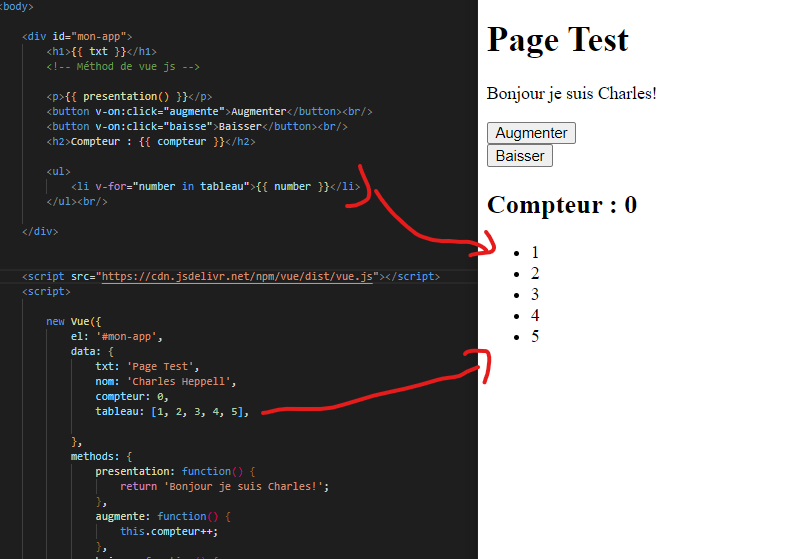 <body>
<div id="mon-app">
<h1>{{ txt }}</h1>
<!-- Méthod de vue js -->
<p>{{ presentation() }}</p>
<button v-on:click="augmente">Augmenter</button><br/>
<button v-on:click="baisse">Baisser</button><br/>
<h2>Compteur : {{ compteur }}</h2>
<ul>
<li v-for="number in tableau">{{ number }}</li>
</ul><br/>
</div>
<script src="https://cdn.jsdelivr.net/npm/vue/dist/vue.js"></script>
<script>
new Vue({
el: '#mon-app',
data: {
txt: 'Page Test',
nom: 'Charles Heppell',
compteur: 0,
tableau: [1, 2, 3, 4, 5],
},
methods: {
presentation: function() {
return 'Bonjour je suis Charles!';
},
augmente: function() {
this.compteur++;
},
Page Test
Bonjour je suis Charles!
Augmenter
Baisser
Compteur : 0
1
2
3
4
5